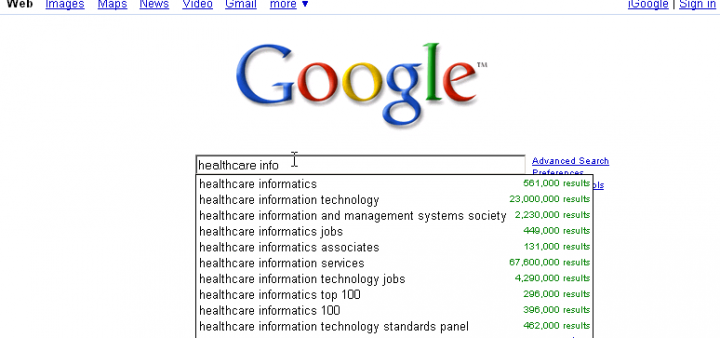 Web Images Maps News Video Gmail more ▼ iGoogle | Sign in
Google™
healthcare info Advanced Search
Preferences
healthcare informatics 561,000 results
healthcare information technology 23,000,000 results
healthcare information and management systems society 2,230,000 results
healthcare informatics jobs 449,000 results
healthcare informatics associates 131,000 results
healthcare information services 67,600,000 results
healthcare information technology jobs 4,290,000 results
healthcare informatics top 100 296,000 results
healthcare informatics 100 396,000 results
healthcare information technology standards panel 462,000 results